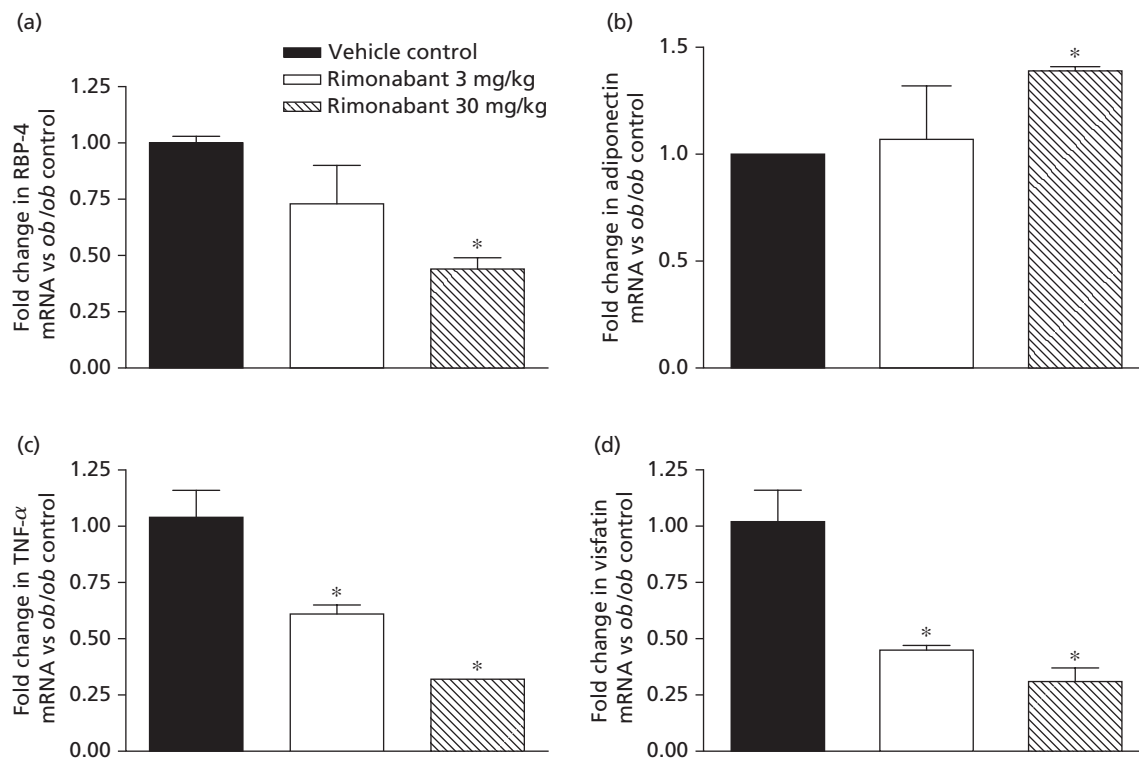 (a)
Vehicle control
Rimonabant 3 mg/kg
Rimonabant 30 mg/kg
Fold change in RBP-4
mRNA vs ob/ob control
1.25
1.00
0.75
0.50
0.25
0.00
*
(b)
Fold change in adiponectin
mRNA vs ob/ob control
1.5
1.0
0.5
0.0
*
(c)
Fold change in TNF-α
mRNA vs ob/ob control
1.25
1.00
0.75
0.50
0.25
0.00
*
*
(d)
Fold change in visfatin
mRNA vs ob/ob control
1.25
1.00
0.75
0.50
0.25
0.00
*
*